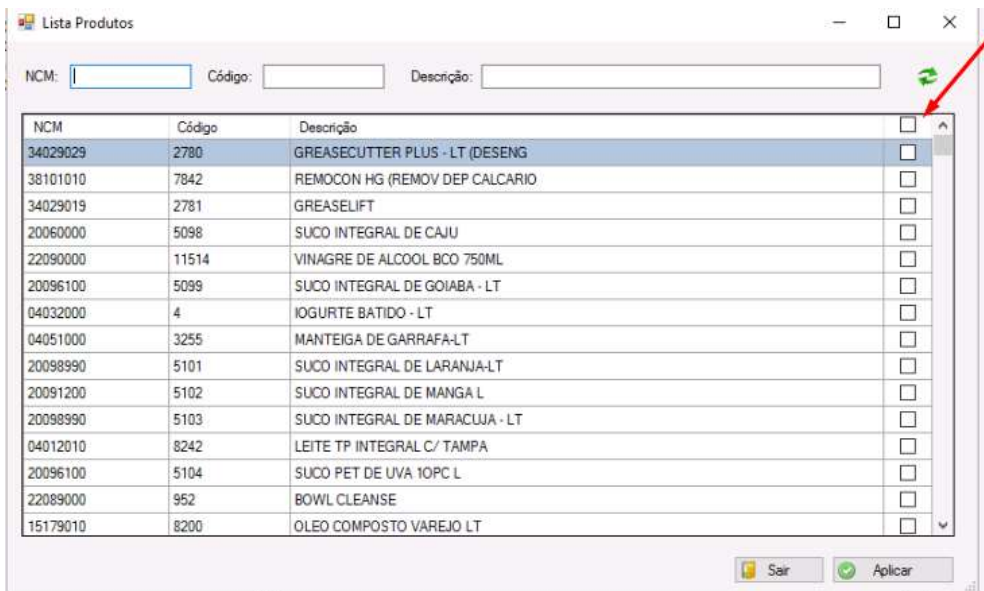 Lista Produtos
NCM: Código: Descrição:
NCM Código Descrição
34029029 2780 GREASECUTTER PLUS - LT (DESENG
38101010 7842 REMOCON HG (REMOV DEP CALCARIO
34029019 2781 GREASELIFT
20060000 5098 SUCO INTEGRAL DE CAJU
22090000 11514 VINAGRE DE ALCOOL BCO 750ML
20096100 5099 SUCO INTEGRAL DE GOIABA - LT
04032000 4 IOGURTE BATIDO - LT
04051000 3255 MANTEIGA DE GARRAFA-LT
20098990 5101 SUCO INTEGRAL DE LARANJA-LT
20091200 5102 SUCO INTEGRAL DE MANGA L
20098990 5103 SUCO INTEGRAL DE MARACUJA - LT
04012010 8242 LEITE TP INTEGRAL C/ TAMPA
20096100 5104 SUCO PET DE UVA 1OPC L
22089000 952 BOWL CLEANSE
15179010 8200 OLEO COMPOSTO VAREJO LT
Sair Aplicar